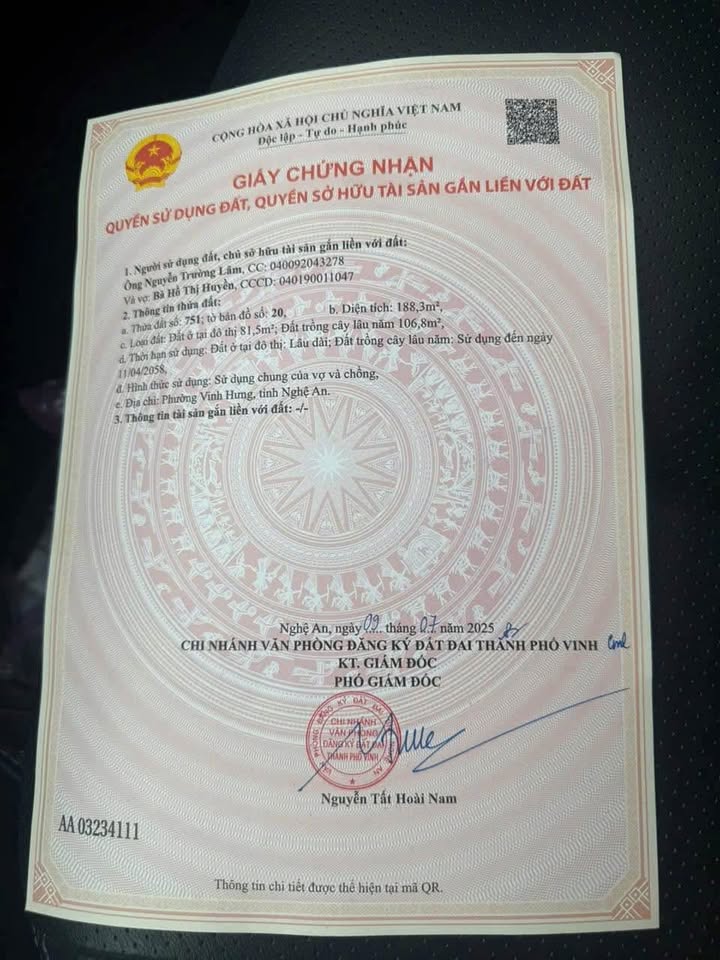 CỘNG HÒA XÃ HỘI CHỦ NGHĨA VIỆT NAM
Độc lập - Tự do - Hạnh phúc
GIẤY CHỨNG NHẬN
QUYỀN SỬ DỤNG ĐẤT, QUYỀN SỞ HỮU TÀI SẢN GẮN LIỀN VỚI ĐẤT
1. Người sử dụng đất, chủ sở hữu tài sản gắn liền với đất:
Ông Nguyễn Trường Lâm, CC: 040092043278
Và vợ: Bà Hồ Thị Huyền, CCCD: 040190011047
2. Thông tin thửa đất:
a. Thửa đất số: 751; tờ bản đồ số: 20, b. Diện tích: 188,3m²,
c. Loại đất: Đất ở tại đô thị 81,5m²; Đất trồng cây lâu năm 106,8m²,
d. Thời hạn sử dụng: Đất ở tại đô thị: Lâu dài; Đất trồng cây lâu năm: Sử dụng đến ngày
11/04/2058,
đ. Hình thức sử dụng: Sử dụng chung của vợ và chồng,
e. Địa chỉ: Phường Vinh Hưng, tỉnh Nghệ An.
3. Thông tin tài sản gắn liền với đất: -/-
Nghệ An, ngày 09 tháng 07 năm 2025
CHI NHÁNH VĂN PHÒNG ĐĂNG KÝ ĐẤT ĐAI THÀNH PHỐ VINH
KT. GIÁM ĐỐC
PHÓ GIÁM ĐỐC
VĂN PHÒNG ĐĂNG KÝ ĐẤT ĐAI
CHI NHÁNH
VĂN PHÒNG
ĐĂNG KÝ ĐẤT ĐAI
THÀNH PHỐ VINH
Nguyễn Tất Hoài Nam
AA 03234111
Thông tin chi tiết được thể hiện tại mã QR.